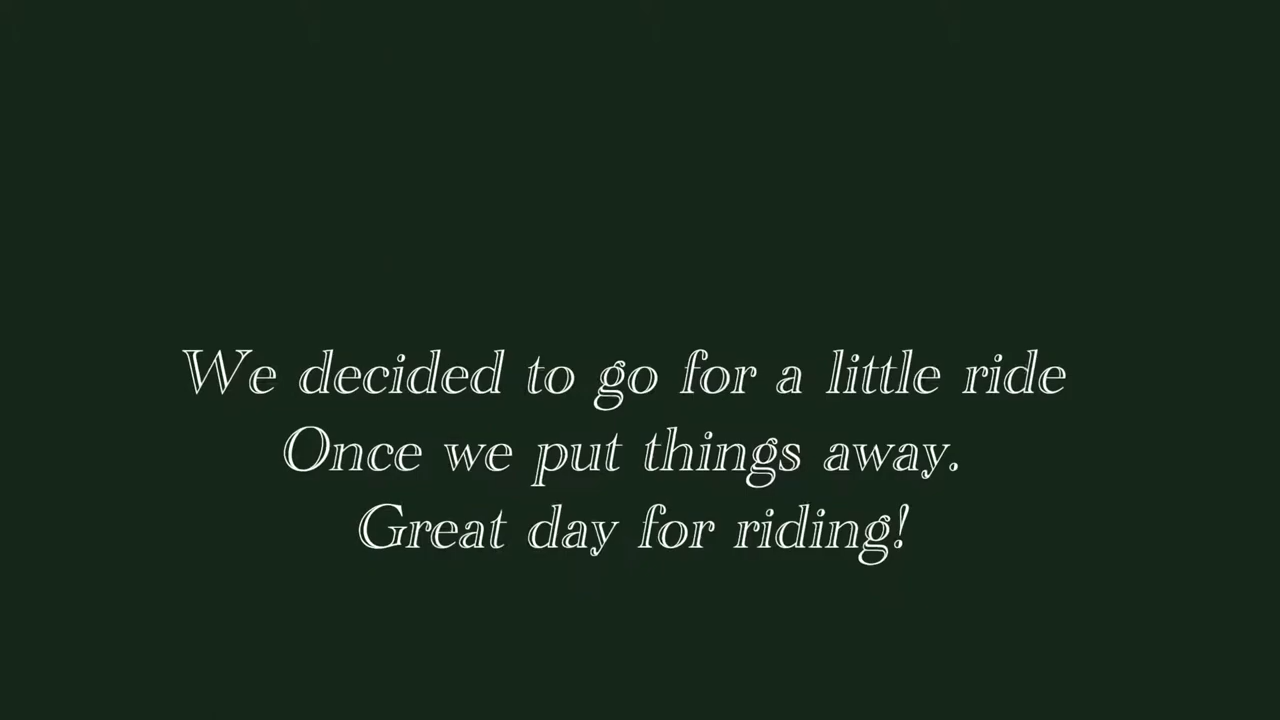 We decided to go for a little ride
Once we put things away.
Great day for riding!